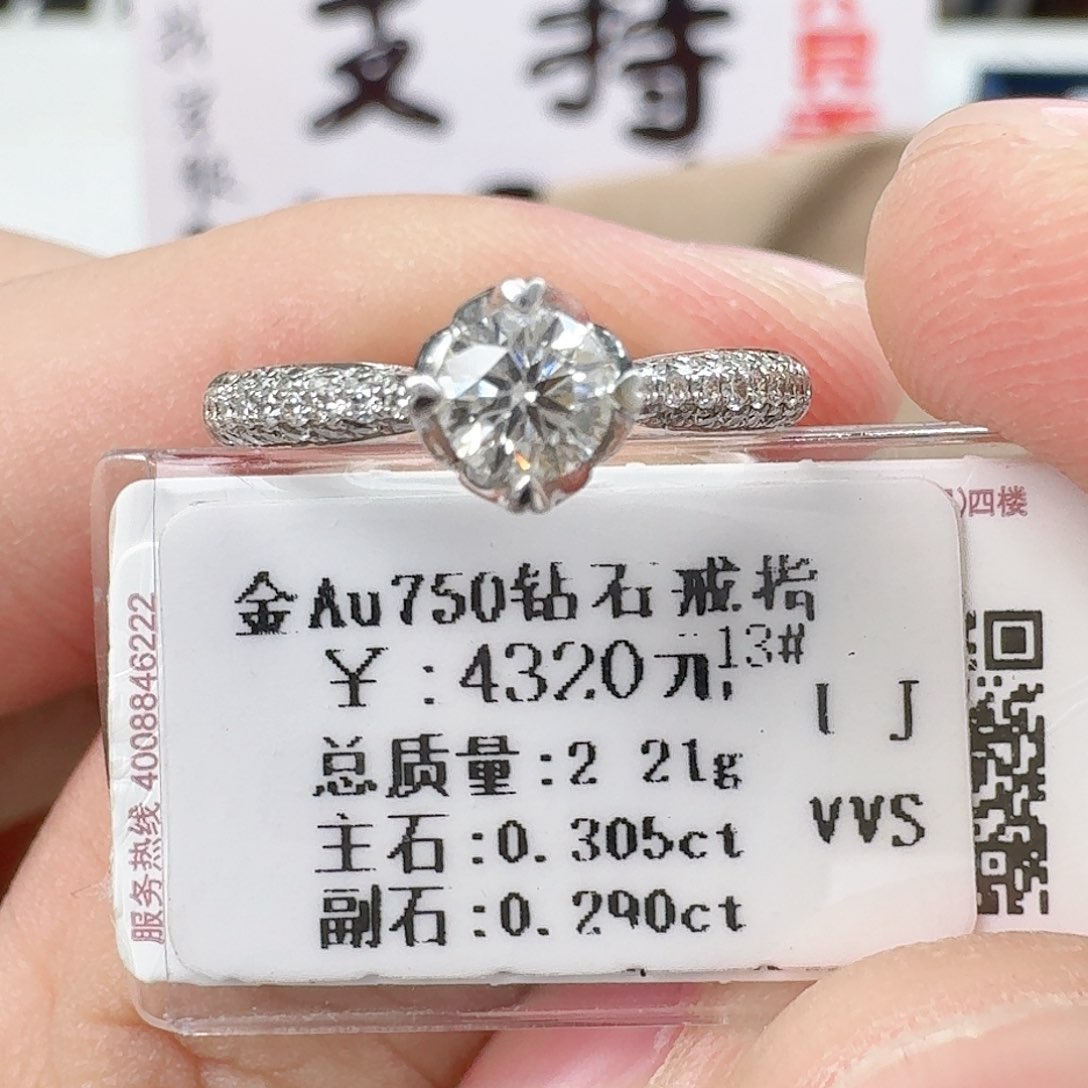 支持
)四楼
金Au750钻石戒指
￥:4320元 13#
I J
总质量:2 21g
VVS
主石:0.305ct
副石:0.290ct
服务热线 4008846222